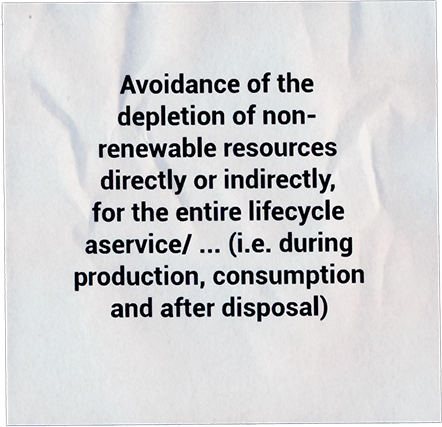 Avoidance of the
depletion of non-
renewable resources
directly or indirectly,
for the entire lifecycle
aservice/ ... (i.e. during
production, consumption
and after disposal)